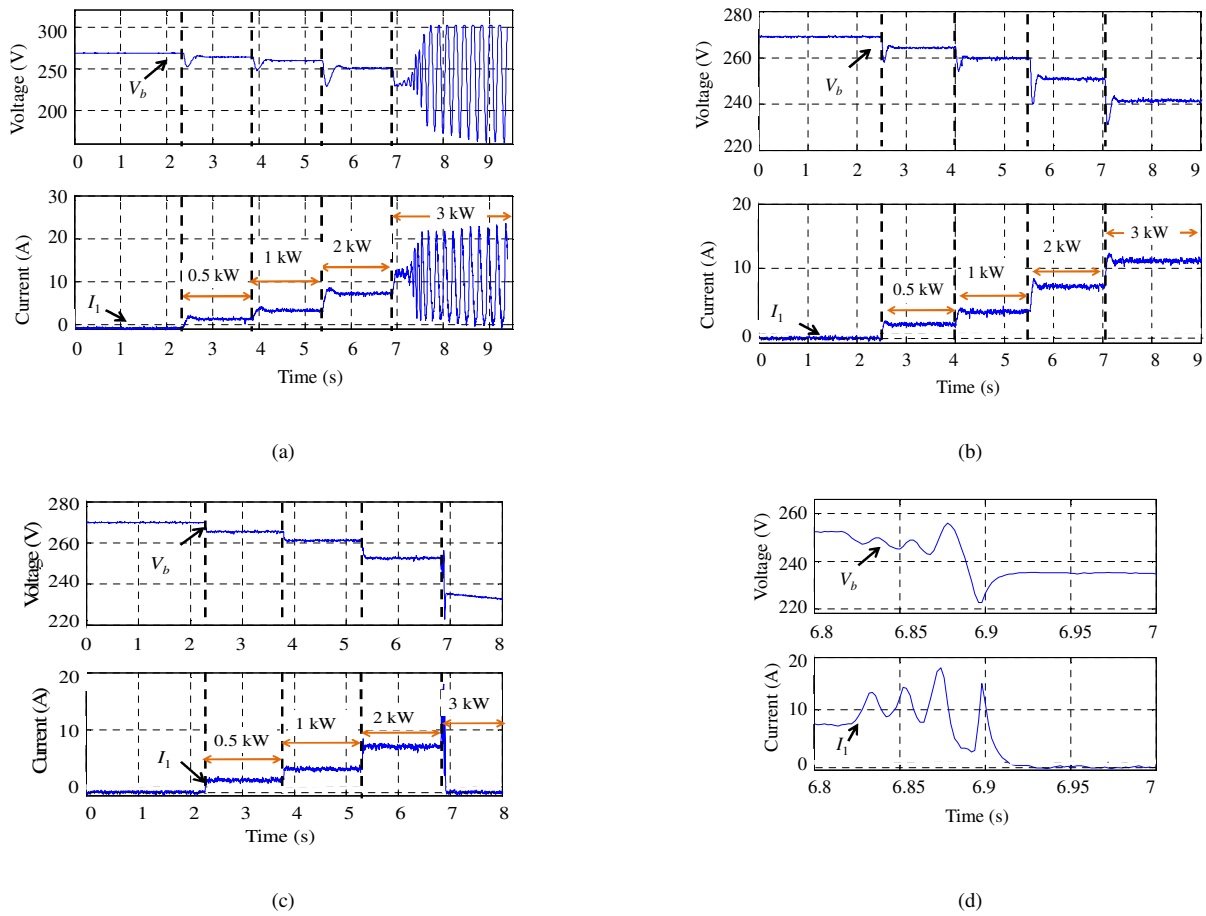 300
250
200
Voltage (V)
V_b
0 1 2 3 4 5 6 7 8 9
30
20
10
0
Current (A)
0.5 kW
1 kW
2 kW
3 kW
I_1
0 1 2 3 4 5 6 7 8 9
Time (s)
(a)
280
260
240
220
Voltage (V)
V_b
0 1 2 3 4 5 6 7 8 9
20
10
0
Current (A)
0.5 kW
1 kW
2 kW
3 kW
I_1
0 1 2 3 4 5 6 7 8 9
Time (s)
(b)
280
260
240
220
Voltage (V)
V_b
0 1 2 3 4 5 6 7 8
20
10
0
Current (A)
0.5 kW
1 kW
2 kW
3 kW
I_1
0 1 2 3 4 5 6 7 8
Time (s)
(c)
260
240
220
Voltage (V)
V_b
6.8 6.85 6.9 6.95 7
20
10
0
Current (A)
I_1
6.8 6.85 6.9 6.95 7
Time (s)
(d)